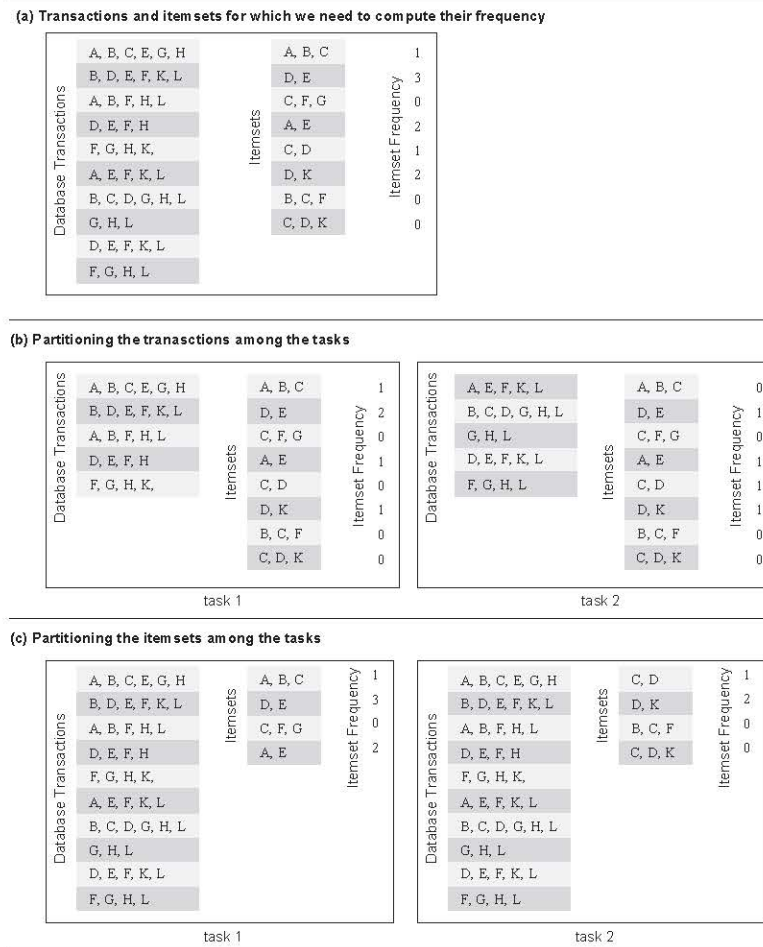 (a) Transactions and itemsets for which we need to compute their frequency
Database Transactions
A, B, C, E, G, H
B, D, E, F, K, L
A, B, F, H, L
D, E, F, H
F, G, H, K,
A, E, F, K, L
B, C, D, G, H, L
G, H, L
D, E, F, K, L
F, G, H, L
Itemsets
A, B, C
D, E
C, F, G
A, E
C, D
D, K
B, C, F
C, D, K
Itemset Frequency
1
3
0
2
1
2
0
0
(b) Partitioning the tranasctions among the tasks
Database Transactions
A, B, C, E, G, H
B, D, E, F, K, L
A, B, F, H, L
D, E, F, H
F, G, H, K,
Itemsets
A, B, C
D, E
C, F, G
A, E
C, D
D, K
B, C, F
C, D, K
Itemset Frequency
1
2
0
1
0
1
0
0
task 1
Database Transactions
A, E, F, K, L
B, C, D, G, H, L
G, H, L
D, E, F, K, L
F, G, H, L
Itemsets
A, B, C
D, E
C, F, G
A, E
C, D
D, K
B, C, F
C, D, K
Itemset Frequency
0
1
0
1
1
1
0
0
task 2
(c) Partitioning the itemsets among the tasks
Database Transactions
A, B, C, E, G, H
B, D, E, F, K, L
A, B, F, H, L
D, E, F, H
F, G, H, K,
A, E, F, K, L
B, C, D, G, H, L
G, H, L
D, E, F, K, L
F, G, H, L
Itemsets
A, B, C
D, E
C, F, G
A, E
Itemset Frequency
1
3
0
2
task 1
Database Transactions
A, B, C, E, G, H
B, D, E, F, K, L
A, B, F, H, L
D, E, F, H
F, G, H, K,
A, E, F, K, L
B, C, D, G, H, L
G, H, L
D, E, F, K, L
F, G, H, L
Itemsets
C, D
D, K
B, C, F
C, D, K
Itemset Frequency
1
2
0
0
task 2